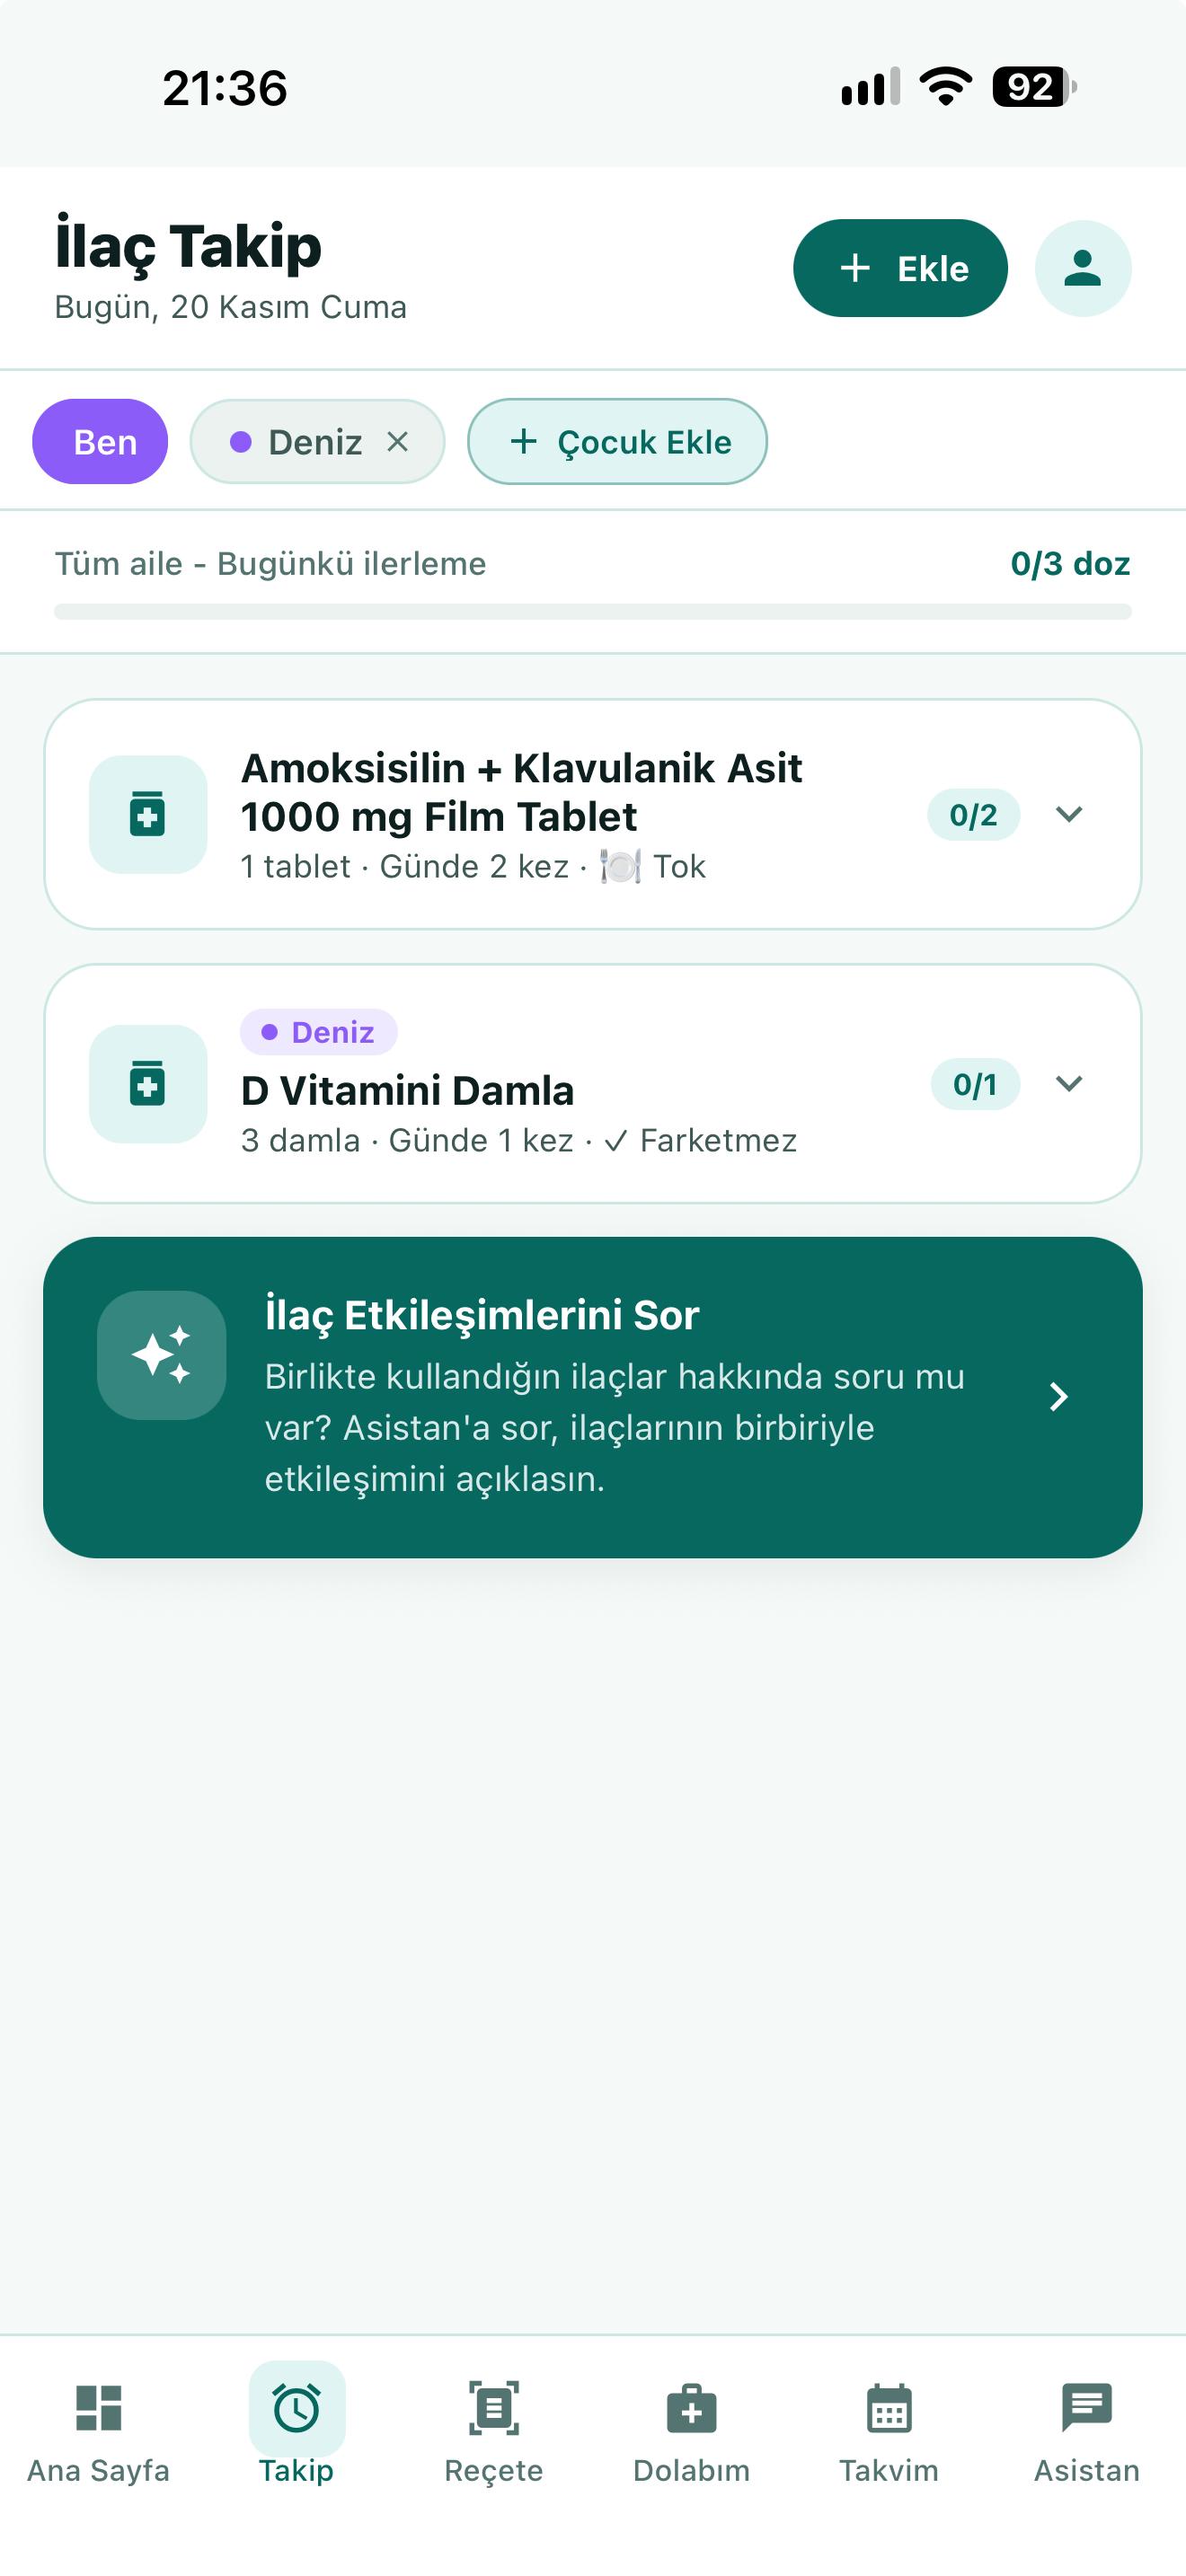 21:36
92
İlaç Takip
Bugün, 20 Kasım Cuma
+ Ekle
Ben
Deniz ×
+ Çocuk Ekle
Tüm aile - Bugünkü ilerleme
0/3 doz
Amoksisilin + Klavulanik Asit
1000 mg Film Tablet
1 tablet · Günde 2 kez · 🍽️ Tok
0/2
Deniz
D Vitamini Damla
3 damla · Günde 1 kez · ✓ Farketmez
0/1
İlaç Etkileşimlerini Sor
Birlikte kullandığın ilaçlar hakkında soru mu
var? Asistan'a sor, ilaçlarının birbiriyle
etkileşimini açıklasın.
Ana Sayfa
Takip
Reçete
Dolabım
Takvim
Asistan